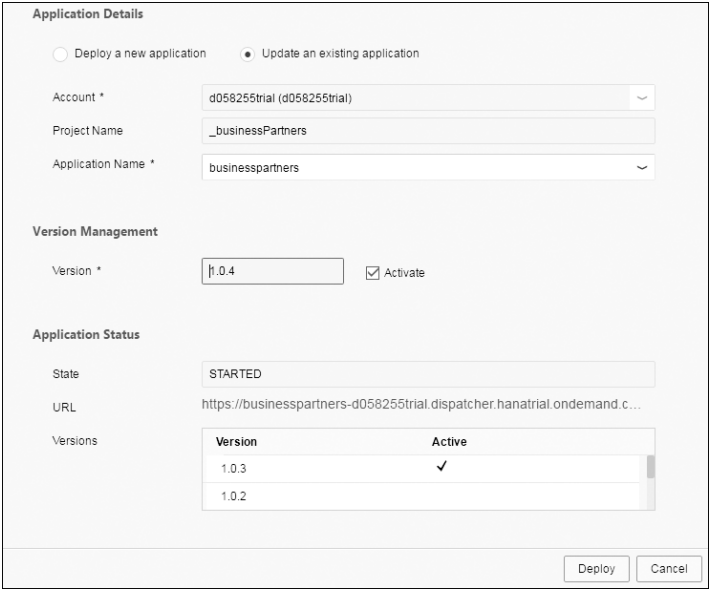 Application Details
Deploy a new application Update an existing application
Account * d058255trial (d058255trial)
Project Name _businessPartners
Application Name * businesspartners
Version Management
Version * 1.0.4 Activate
Application Status
State STARTED
URL https://businesspartners-d058255trial.dispatcher.hanatrial.ondemand.c...
Versions Version Active
1.0.3
1.0.2
Deploy Cancel